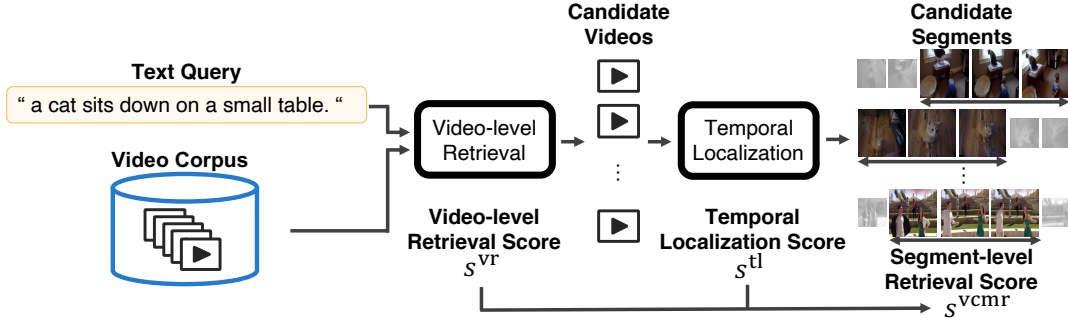 Text Query
“ a cat sits down on a small table. “
Video Corpus
Video-level
Retrieval
Video-level
Retrieval Score
s^vr
Candidate
Videos
Temporal
Localization
Temporal
Localization Score
s^tl
Candidate
Segments
Segment-level
Retrieval Score
s^vcmr